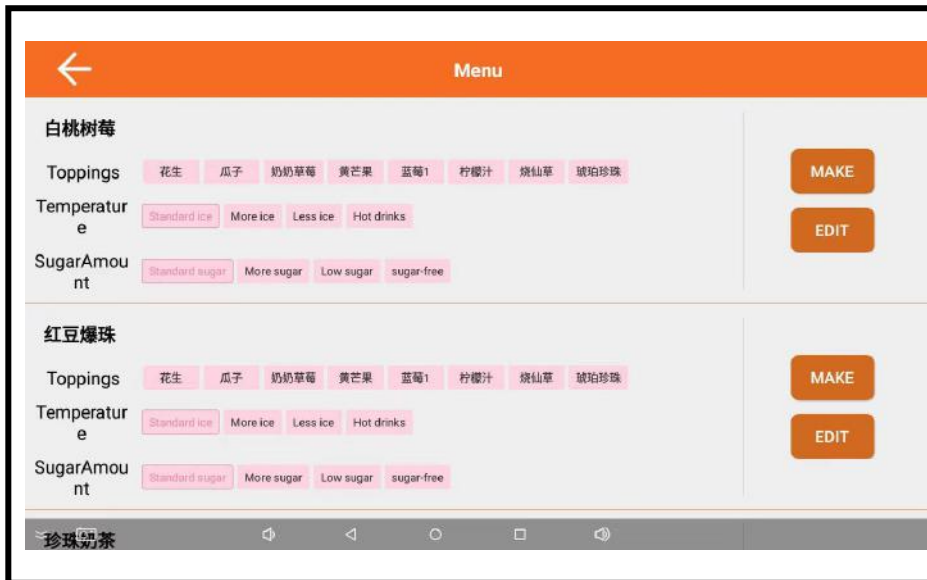 Menu
白桃树莓
Toppings 花生 瓜子 奶奶草莓 黄芒果 蓝莓1 柠檬汁 烧仙草 琥珀珍珠
MAKE
Temperatur
e
Standard ice More ice Less ice Hot drinks
EDIT
SugarAmou
nt
Standard sugar More sugar Low sugar sugar-free
红豆爆珠
Toppings 花生 瓜子 奶奶草莓 黄芒果 蓝莓1 柠檬汁 烧仙草 琥珀珍珠
MAKE
Temperatur
e
Standard ice More ice Less ice Hot drinks
EDIT
SugarAmou
nt
Standard sugar More sugar Low sugar sugar-free
珍珠奶茶